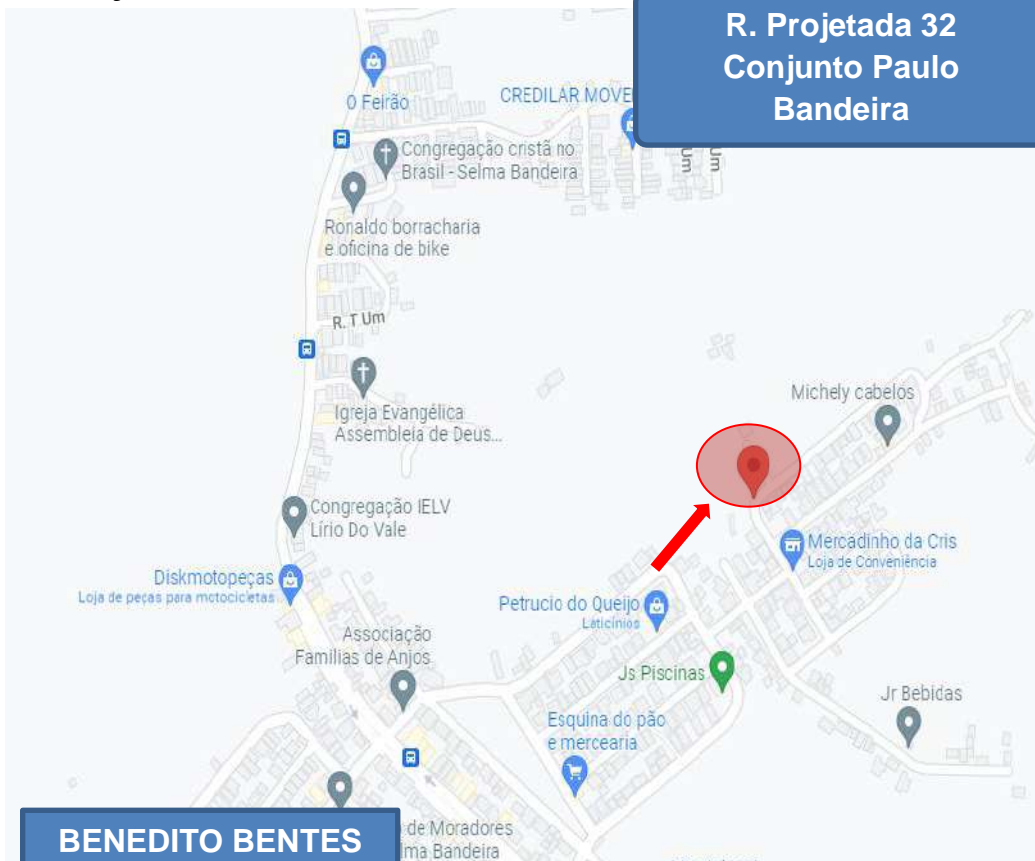 R. Projetada 32
Conjunto Paulo
Bandeira
O Feirão
CREDILAR MOVE
Congregação cristã no
Brasil - Selma Bandeira
Um
Um
Ronaldo borracharia
e oficina de bike
R. T Um
Igreja Evangélica
Assembleia de Deus...
Michely cabelos
Congregação IELV
Lírio Do Vale
Mercadinho da Cris
Loja de Conveniência
Diskmotopeças
Loja de peças para motocicletas
Petrucio do Queijo
Laticínios
Associação
Familias de Anjos
Js Piscinas
Jr Bebidas
Esquina do pão
e mercearia
de Moradores
lma Bandeira
BENEDITO BENTES